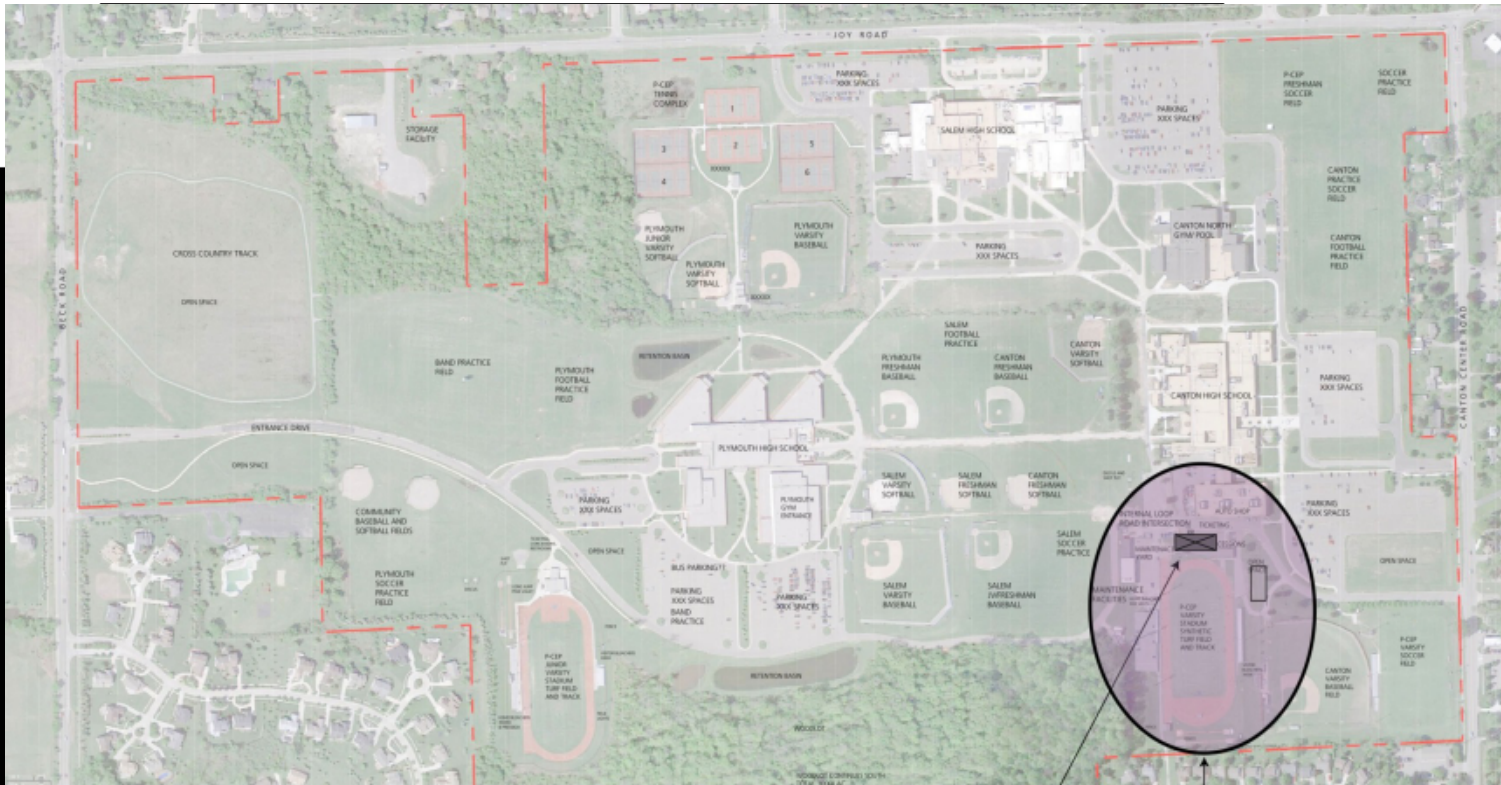 JOY ROAD
P-CEP
TENNIS
COMPLEX
PARKING
XXX SPACES
P-CEP
FRESHMAN
SOCCER
FIELD
SOCCER
PRACTICE
FIELD
STORAGE
FACILITY
1
2
3
4
5
6
XXXXX
SALEM HIGH SCHOOL
PARKING
XXX SPACES
CANTON
PRACTICE
SOCCER
FIELD
CROSS COUNTRY TRACK
OPEN SPACE
BECK ROAD
PLYMOUTH
JUNIOR
VARSITY
SOFTBALL
PLYMOUTH
VARSITY
SOFTBALL
PLYMOUTH
VARSITY
BASEBALL
XXXXX
PARKING
XXX SPACES
CANTON NORTH
GYM/ POOL
CANTON
FOOTBALL
PRACTICE
FIELD
CANTON CENTER ROAD
BAND PRACTICE
FIELD
PLYMOUTH
FOOTBALL
PRACTICE
FIELD
RETENTION BASIN
SALEM
FOOTBALL
PRACTICE
PLYMOUTH
FRESHMAN
BASEBALL
CANTON
FRESHMAN
BASEBALL
CANTON
VARSITY
SOFTBALL
CANTON HIGH SCHOOL
PARKING
XXX SPACES
ENTRANCE DRIVE
OPEN SPACE
PLYMOUTH HIGH SCHOOL
PLYMOUTH
GYM
ENTRANCE
PARKING
XXX SPACES
COMMUNITY
BASEBALL AND
SOFTBALL FIELDS
SALEM
VARSITY
SOFTBALL
SALEM
FRESHMAN
SOFTBALL
CANTON
FRESHMAN
SOFTBALL
INTERNAL LOOP
ROAD INTERSECTION
AUTO SHOP
TICKETING
PARKING
XXX SPACES
OPEN SPACE
BUS PARKING??
OPEN SPACE
SALEM
SOCCER
PRACTICE
PLYMOUTH
SOCCER
PRACTICE
FIELD
PARKING
XXX SPACES
BAND
PRACTICE
PARKING
XXX SPACES
SALEM
VARSITY
BASEBALL
SALEM
JV/FRESHMAN
BASEBALL
MAINTENANCE
FACILITIES
P-CEP
VARSITY
STADIUM
SYNTHETIC
TURF FIELD
AND TRACK
P-CEP
VARSITY
SOCCER
FIELD
CANTON
VARSITY
BASEBALL
FIELD
P-CEP
JUNIOR
VARSITY
STADIUM
TURF FIELD
AND TRACK
RETENTION BASIN
WOODLOT